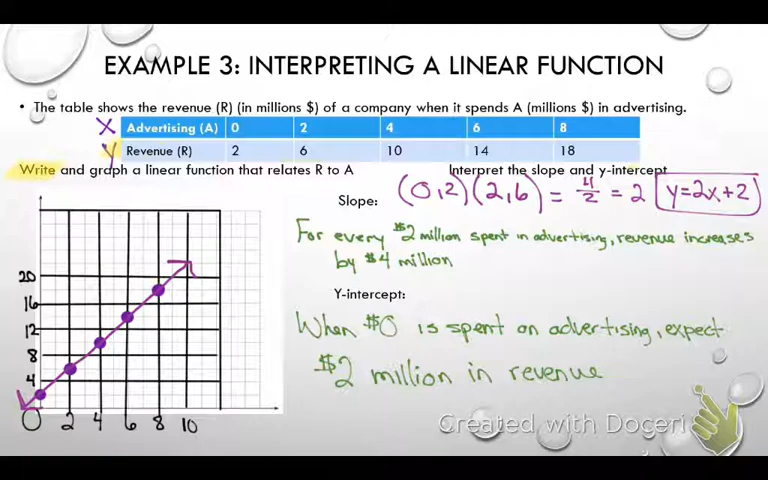 EXAMPLE 3: INTERPRETING A LINEAR FUNCTION
• The table shows the revenue (R) (in millions $) of a company when it spends A (millions $) in advertising.
X Advertising (A) 0 2 4 6 8
Y Revenue (R) 2 6 10 14 18
Write and graph a linear function that relates R to A
Interpret the slope and y-intercept
Slope: (0,2)(2,6) = 4/2 = 2 y=2x+2
For every $2 million spent in advertising, revenue increases
by $4 million
Y-intercept:
When $0 is spent on advertising, expect
$2 million in revenue
20
16
12
8
4
0 2 4 6 8 10
Created with Doceri